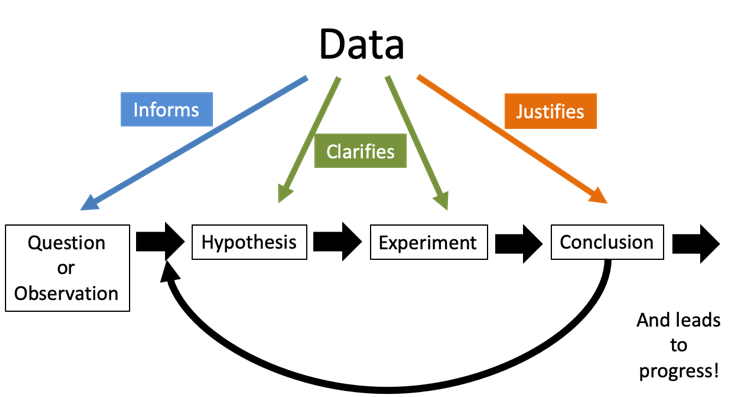 Data
Informs
Clarifies
Justifies
Question
or
Observation
Hypothesis
Experiment
Conclusion
And leads
to
progress!